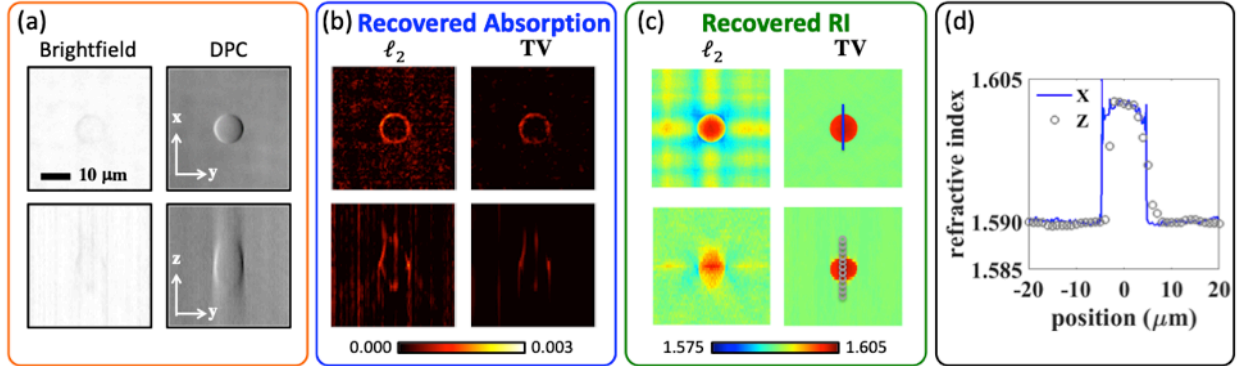 (a)
Brightfield DPC
x
y
10 μm
z
y
(b) Recovered Absorption
ℓ₂ TV
0.000 0.003
(c) Recovered RI
ℓ₂ TV
1.575 1.605
(d)
1.605
X
Z
refractive index
1.590
1.585
-20 -10 0 10 20
position (μm)